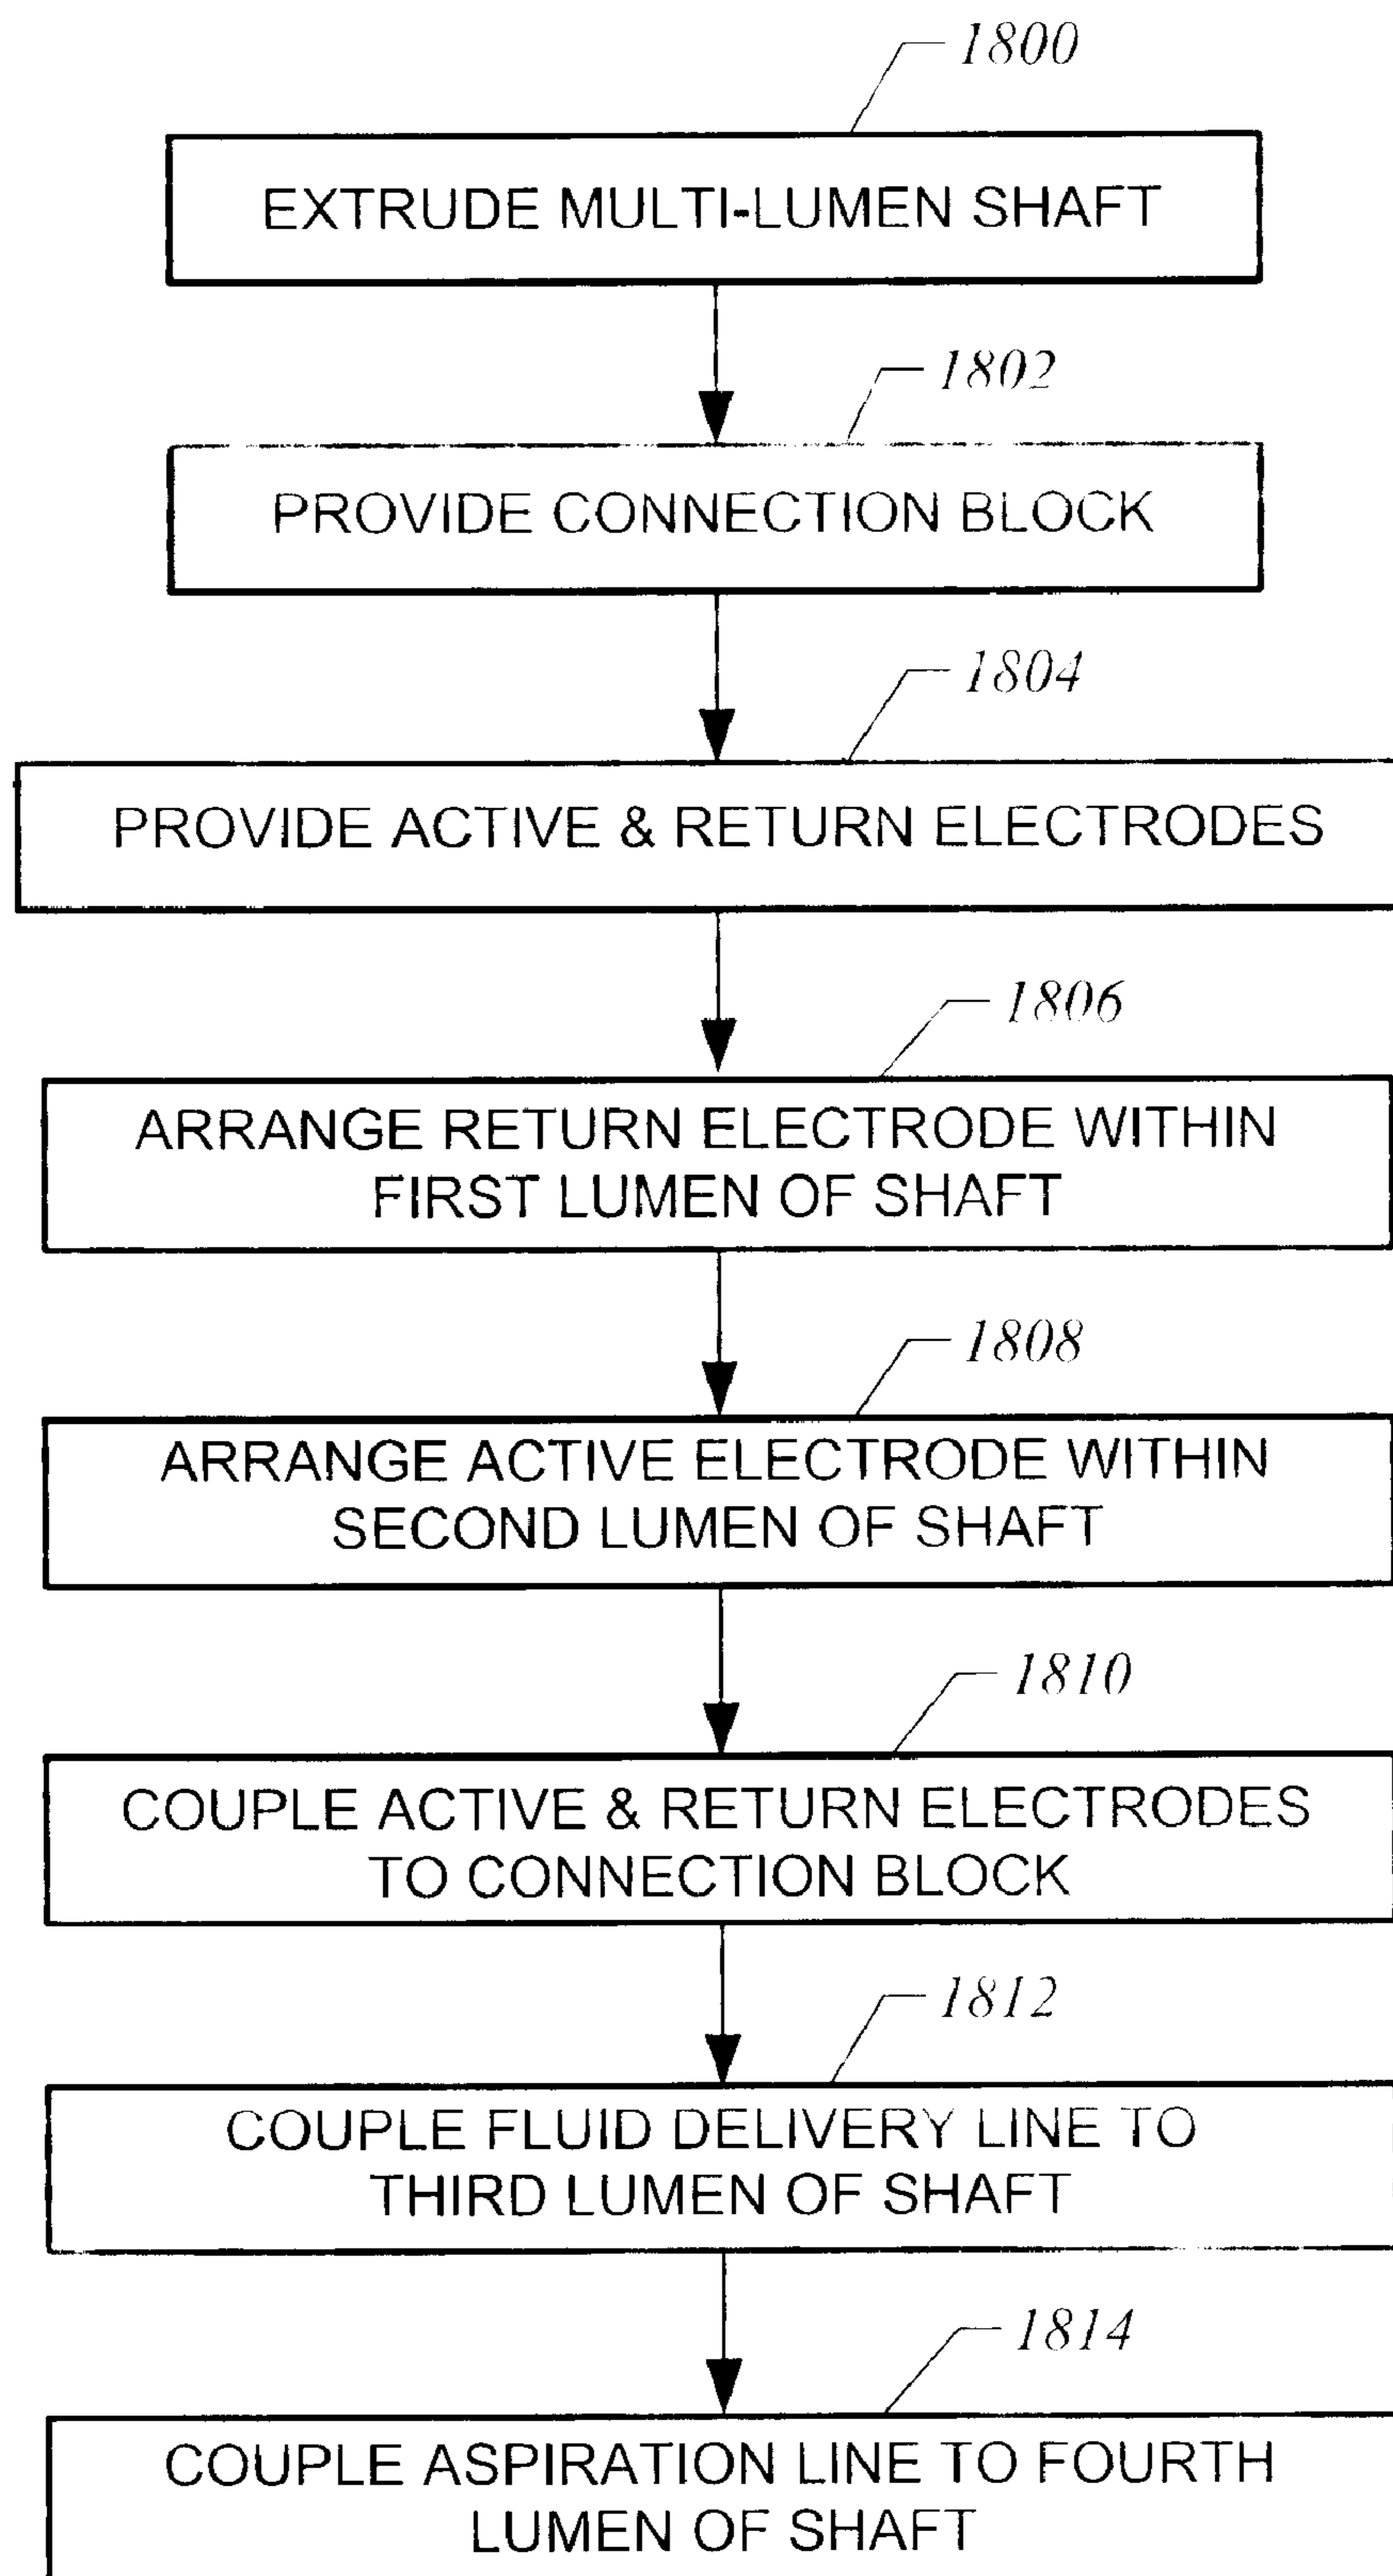 1800
EXTRUDE MULTI-LUMEN SHAFT
1802
PROVIDE CONNECTION BLOCK
1804
PROVIDE ACTIVE & RETURN ELECTRODES
1806
ARRANGE RETURN ELECTRODE WITHIN
FIRST LUMEN OF SHAFT
1808
ARRANGE ACTIVE ELECTRODE WITHIN
SECOND LUMEN OF SHAFT
1810
COUPLE ACTIVE & RETURN ELECTRODES
TO CONNECTION BLOCK
1812
COUPLE FLUID DELIVERY LINE TO
THIRD LUMEN OF SHAFT
1814
COUPLE ASPIRATION LINE TO FOURTH
LUMEN OF SHAFT